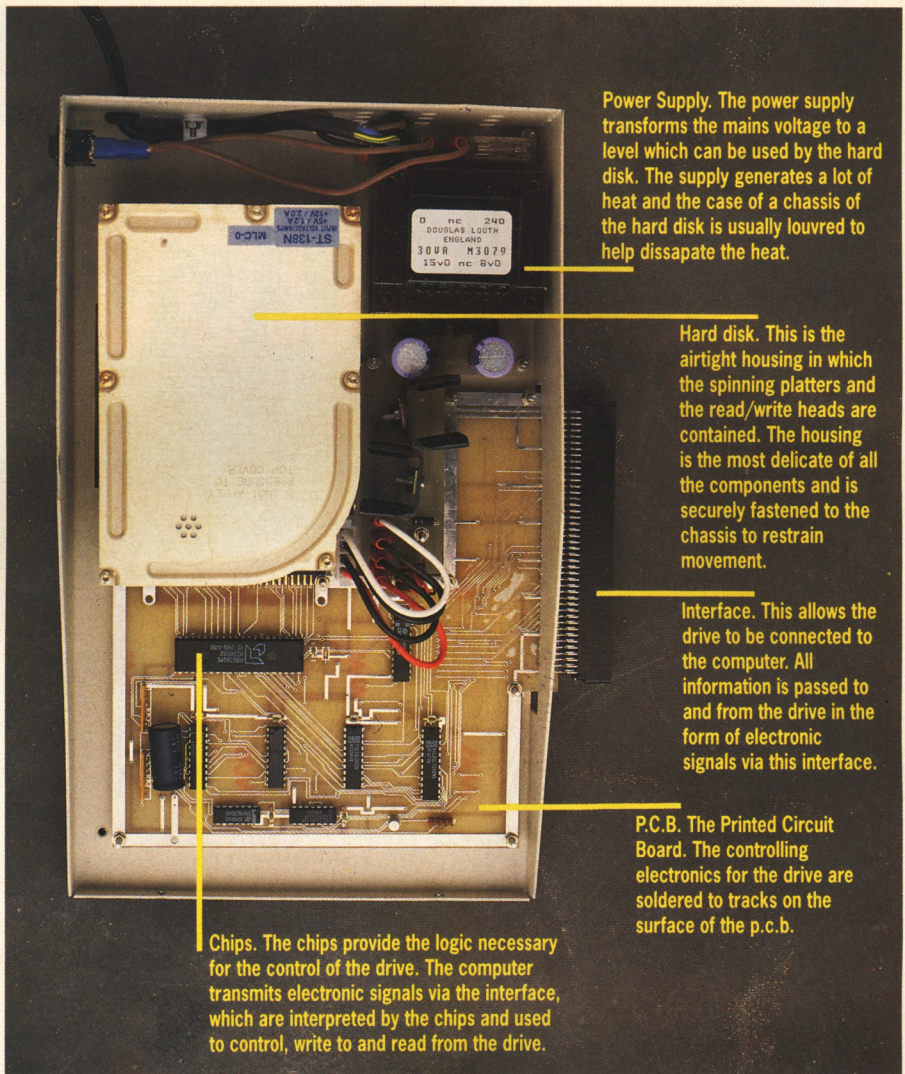 Power Supply. The power supply
transforms the mains voltage to a
level which can be used by the hard
disk. The supply generates a lot of
heat and the case of a chassis of
the hard disk is usually louvred to
help dissapate the heat.
ST-138N
INPUT VOLTAGE/AMPS
+5V / 1.2A
+12V / 2.0A
MLC-0
0 nc 240
DOUGLAS LOUTH
ENGLAND
30VA M3079
15v0 nc 8v0
Hard disk. This is the
airtight housing in which
the spinning platters and
the read/write heads are
contained. The housing
is the most delicate of all
the components and is
securely fastened to the
chassis to restrain
movement.
NOT APPLY
PRESSURE TO
TOP COVER
Interface. This allows the
drive to be connected to
the computer. All
information is passed to
and from the drive in the
form of electronic
signals via this interface.
P.C.B. The Printed Circuit
Board. The controlling
electronics for the drive are
soldered to tracks on the
surface of the p.c.b.
Chips. The chips provide the logic necessary
for the control of the drive. The computer
transmits electronic signals via the interface,
which are interpreted by the chips and used
to control, write to and read from the drive.